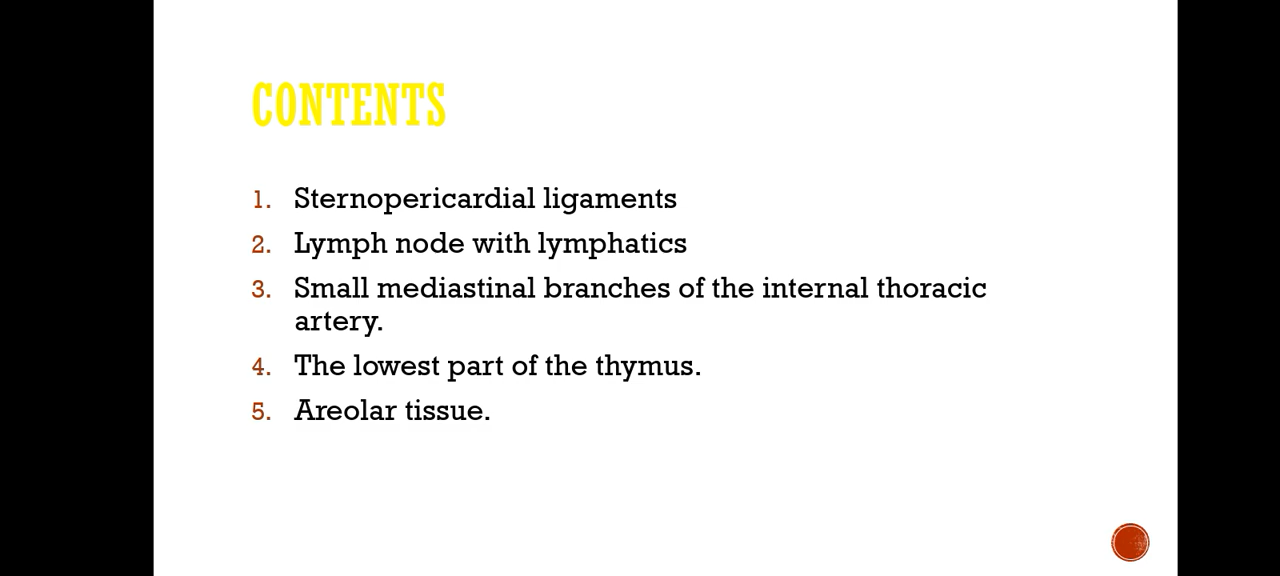 CONTENTS
1. Sternopericardial ligaments
2. Lymph node with lymphatics
3. Small mediastinal branches of the internal thoracic
artery.
4. The lowest part of the thymus.
5. Areolar tissue.